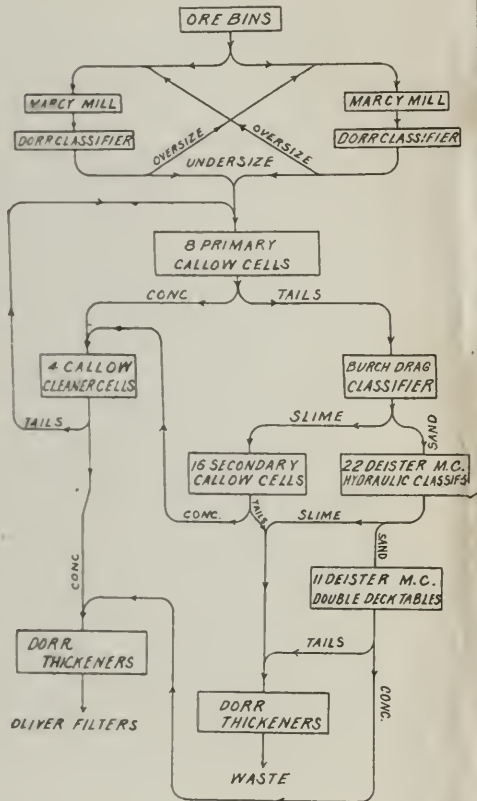 ORE BINS
MARCY MILL
MARCY MILL
DORR CLASSIFIER
DORR CLASSIFIER
OVERSIZE
OVERSIZE
UNDERSIZE
8 PRIMARY
CALLOW CELLS
CONC.
TAILS
4 CALLOW
CLEANER CELLS
BURCH DRAG
CLASSIFIER
TAILS
SLIME
SAND
16 SECONDARY
CALLOW CELLS
22 DEISTER M.C.
HYDRAULIC CLASSIFS
CONC.
TAILS
SLIME
SAND
11 DEISTER M.C.
DOUBLE DECK TABLES
CONC
DORR
THICKENERS
TAILS
CONC.
DORR
THICKENERS
OLIVER FILTERS
WASTE